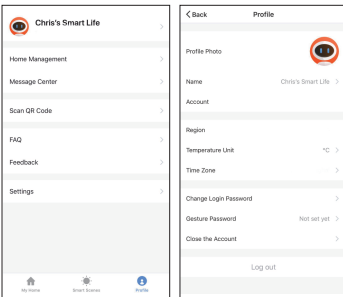 Chris's Smart Life
Home Management
Message Center
Scan QR Code
FAQ
Feedback
Settings
My Home
Smart Scenes
Profile
Back
Profile
Profile Photo
Name
Chris's Smart Life
Account
Region
Temperature Unit
°C
Time Zone
Change Login Password
Gesture Password
Not set yet
Close the Account
Log out